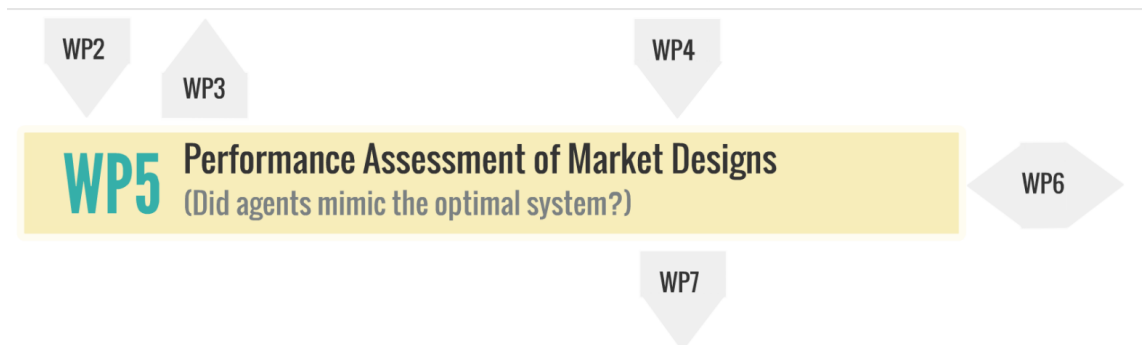 WP2
WP3
WP4
WP5
Performance Assessment of Market Designs
(Did agents mimic the optimal system?)
WP6
WP7